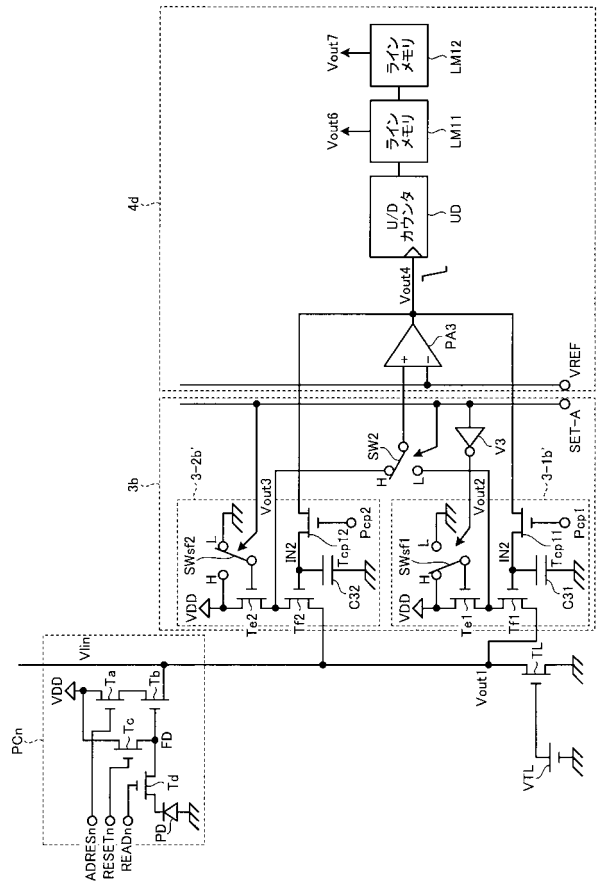 PCn
VDD
ADRESn
RESETn
READn
Ta
Tb
Tc
Td
FD
PD
Vlin
VTL
TL
Vout1
3b
3-2b'
VDD
H
L
SWsf2
Te2
Vout3
Tf2
IN2
C32
Tcp12
Pcp2
SW2
H
L
VDD
H
L
SWsf1
Te1
Vout2
Tf1
IN2
C31
Tcp11
Pcp1
V3
3-1b'
SET-A
VREF
4d
+
−
PA3
Vout4
U/D
カウンタ
UD
Vout6
ライン
メモリ
LM11
Vout7
ライン
メモリ
LM12